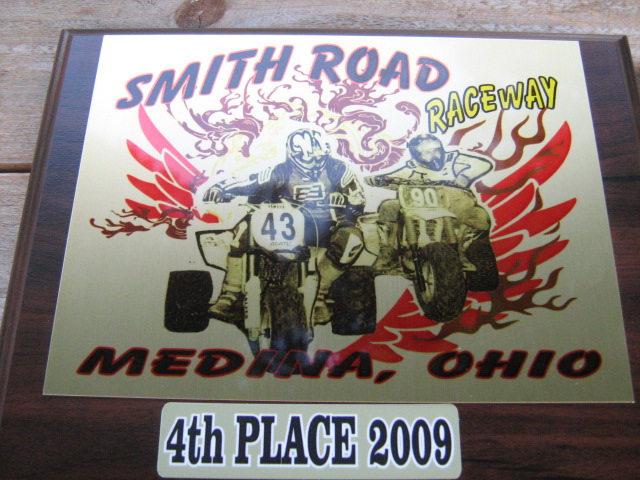 SMITH ROAD
RACEWAY
43
90
MEDINA, OHIO
4th PLACE 2009